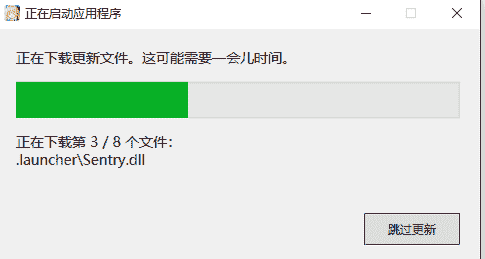 正在启动应用程序
正在下载更新文件。这可能需要一会儿时间。
正在下载第 3 / 8 个文件:
.launcher\Sentry.dll
跳过更新